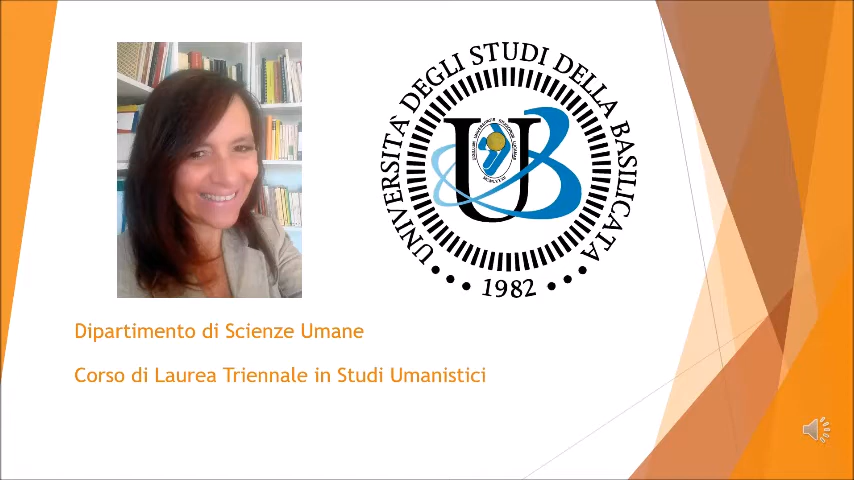 UNIVERSITÀ DEGLI STUDI DELLA BASILICATA
1982
Dipartimento di Scienze Umane
Corso di Laurea Triennale in Studi Umanistici